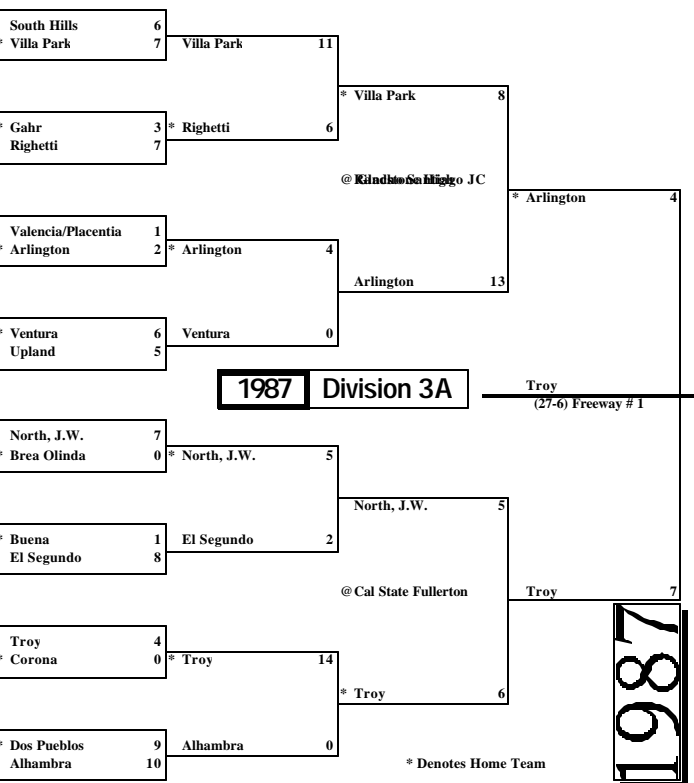 South Hills 6
* Villa Park 7
Villa Park 11
* Villa Park 8
* Gahr 3
Righetti 7
* Righetti 6
@
JC
* Arlington 4
Valencia/Placentia 1
* Arlington 2
* Arlington 4
Arlington 13
* Ventura 6
Upland 5
Ventura 0
1987 Division 3A
Troy
(27-6) Freeway # 1
North, J.W. 7
* Brea Olinda 0
* North, J.W. 5
North, J.W. 5
* Buena 1
El Segundo 8
El Segundo 2
@ Cal State Fullerton
Troy 7
Troy 4
* Corona 0
* Troy 14
* Troy 6
* Dos Pueblos 9
Alhambra 10
Alhambra 0
* Denotes Home Team
1987